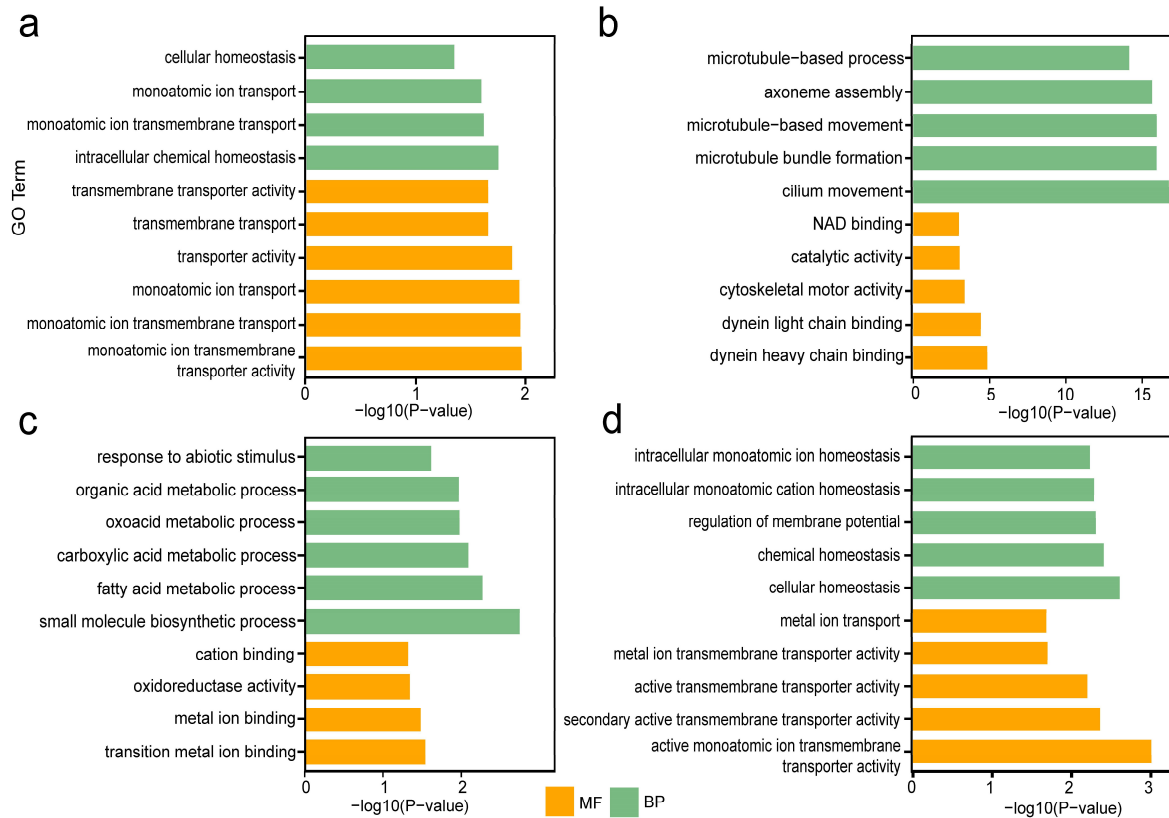 a
GO Term
cellular homeostasis
monoatomic ion transport
monoatomic ion transmembrane transport
intracellular chemical homeostasis
transmembrane transporter activity
transmembrane transport
transporter activity
monoatomic ion transport
monoatomic ion transmembrane transport
monoatomic ion transmembrane
transporter activity
0 1 2
−log10(P−value)
b
microtubule−based process
axoneme assembly
microtubule−based movement
microtubule bundle formation
cilium movement
NAD binding
catalytic activity
cytoskeletal motor activity
dynein light chain binding
dynein heavy chain binding
0 5 10 15
−log10(P−value)
c
response to abiotic stimulus
organic acid metabolic process
oxoacid metabolic process
carboxylic acid metabolic process
fatty acid metabolic process
small molecule biosynthetic process
cation binding
oxidoreductase activity
metal ion binding
transition metal ion binding
0 1 2
−log10(P−value)
d
intracellular monoatomic ion homeostasis
intracellular monoatomic cation homeostasis
regulation of membrane potential
chemical homeostasis
cellular homeostasis
metal ion transport
metal ion transmembrane transporter activity
active transmembrane transporter activity
secondary active transmembrane transporter activity
active monoatomic ion transmembrane
transporter activity
0 1 2 3
−log10(P−value)
MF BP